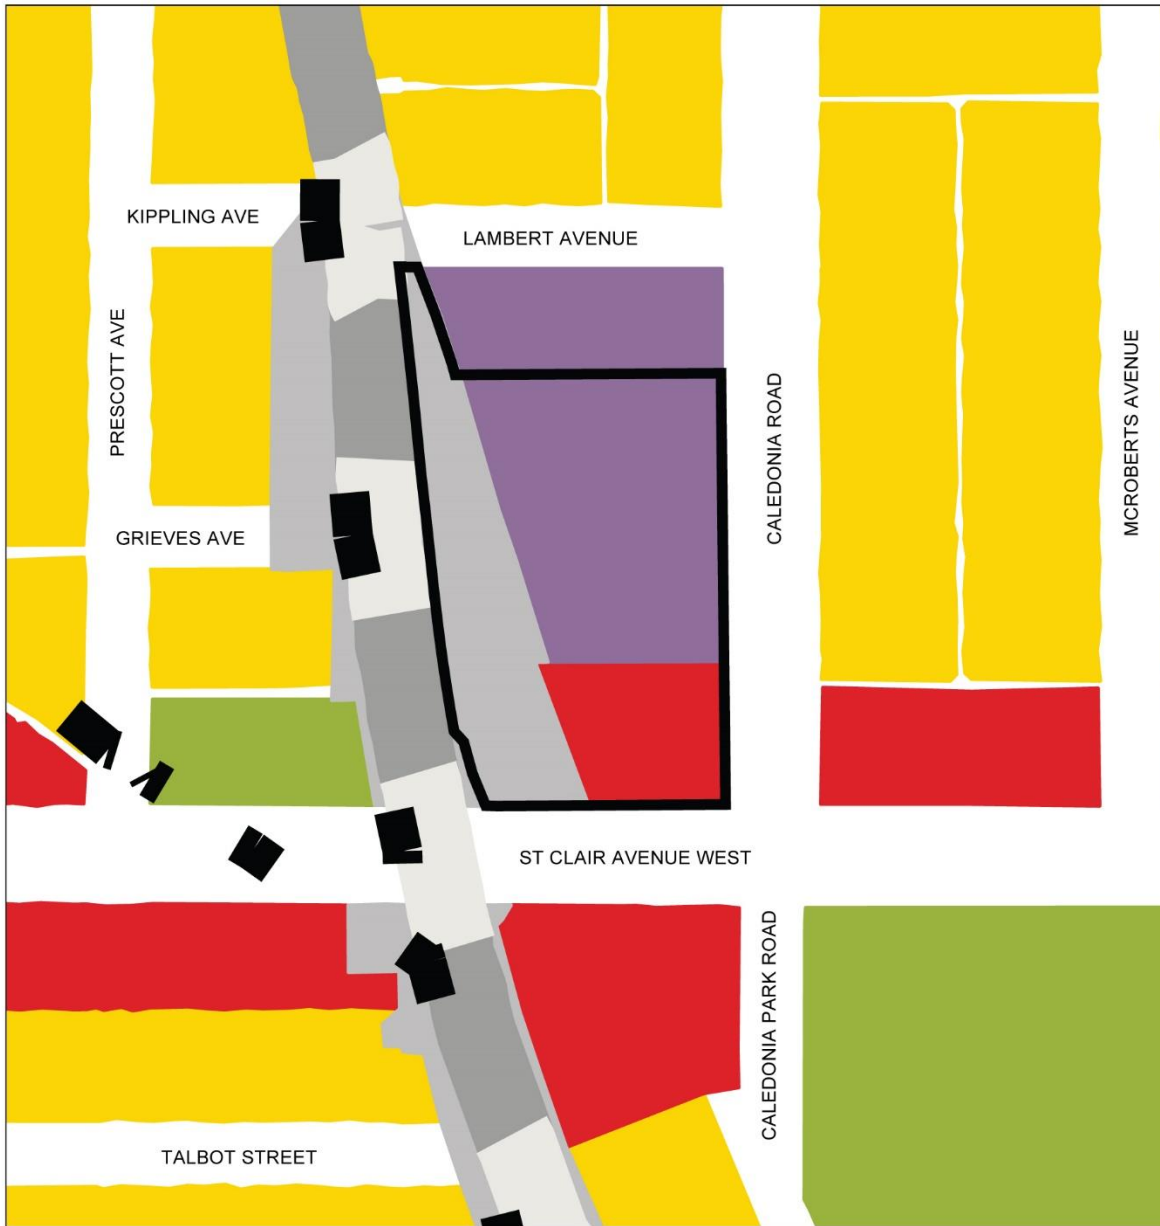 KIPPLING AVE
LAMBERT AVENUE
PRESCOTT AVE
CALEDONIA ROAD
MCROBERTS AVENUE
GRIEVES AVE
ST CLAIR AVENUE WEST
CALEDONIA PARK ROAD
TALBOT STREET